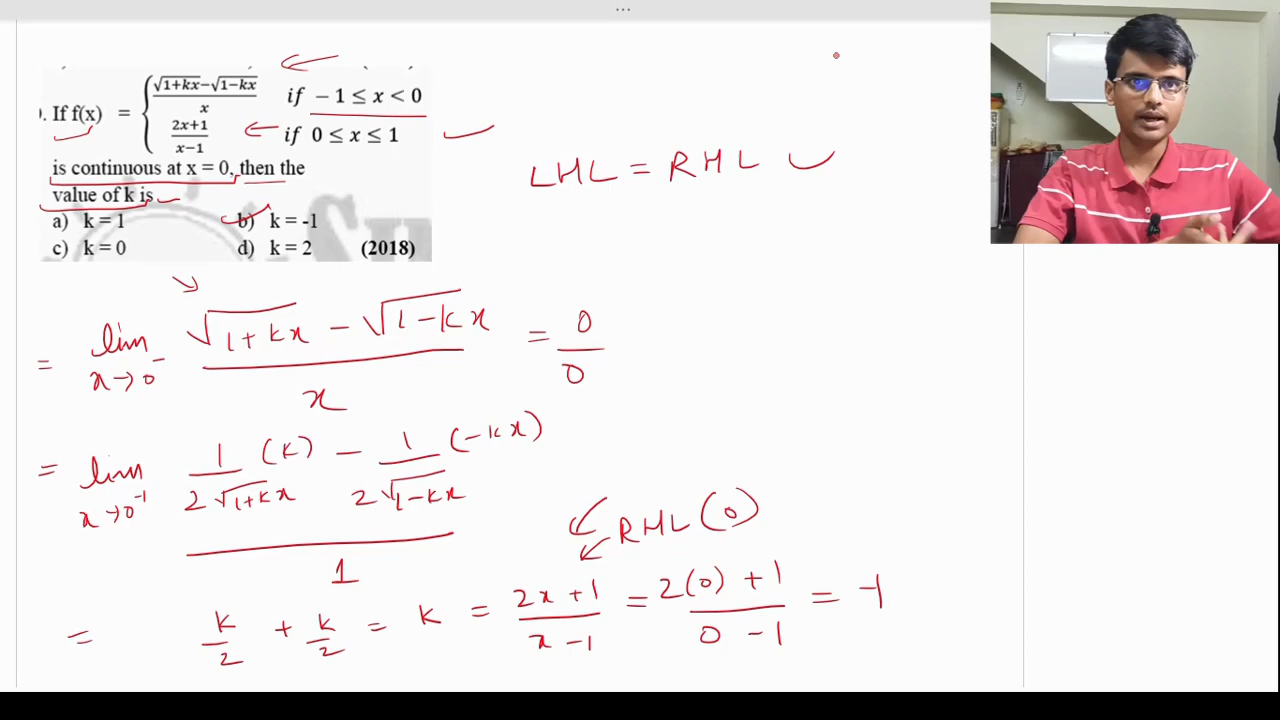 ). If f(x) = { (√1+kx−√1−kx)/x if − 1 ≤ x < 0
(2x+1)/(x−1) if 0 ≤ x ≤ 1
is continuous at x = 0, then the
value of k is
a) k = 1 b) k = -1
c) k = 0 d) k = 2 (2018)
LHL = RHL
= lim x→0⁻ (√1+kx − √1−kx)/x = 0/0
= lim x→0⁻¹ (1/(2√1+kx) (k) − 1/(2√1−kx) (−kx))/1
RHL (0)
= k/2 + k/2 = k = (2x+1)/(x−1) = (2(0)+1)/(0−1) = −1